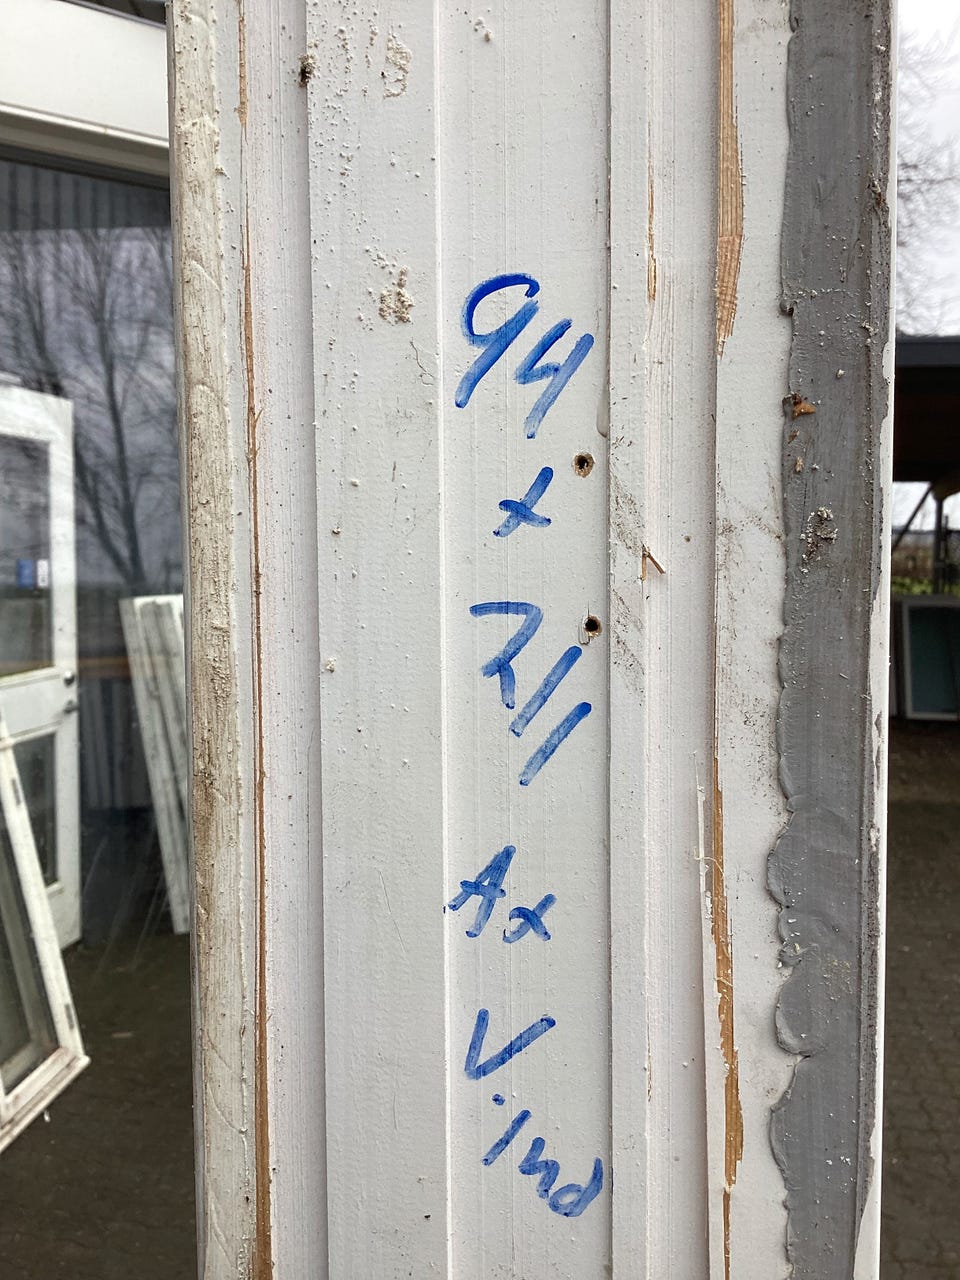 94 x 211 Ax V. ind